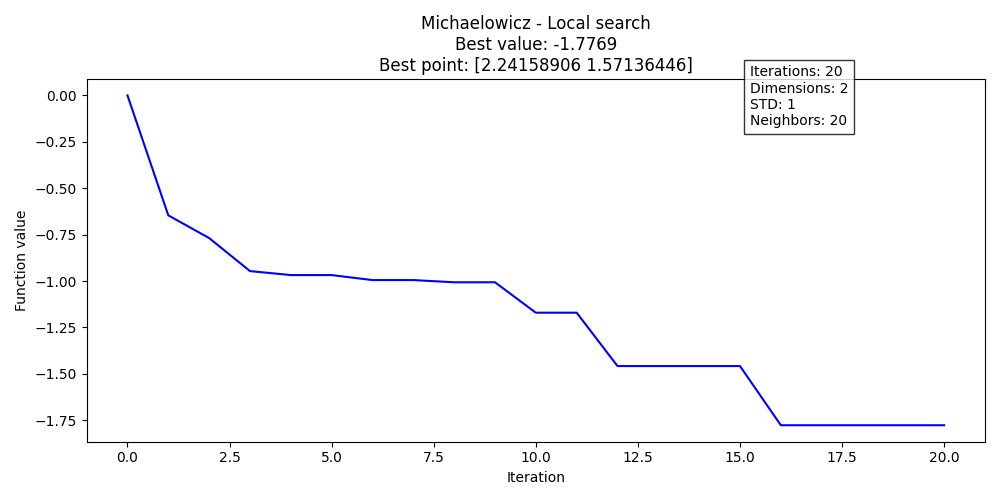 Michaelowicz - Local search
Best value: -1.7769
Best point: [2.24158906 1.57136446]
Iterations: 20
Dimensions: 2
STD: 1
Neighbors: 20
0.00
−0.25
−0.50
−0.75
−1.00
−1.25
−1.50
−1.75
Function value
0.0 2.5 5.0 7.5 10.0 12.5 15.0 17.5 20.0
Iteration